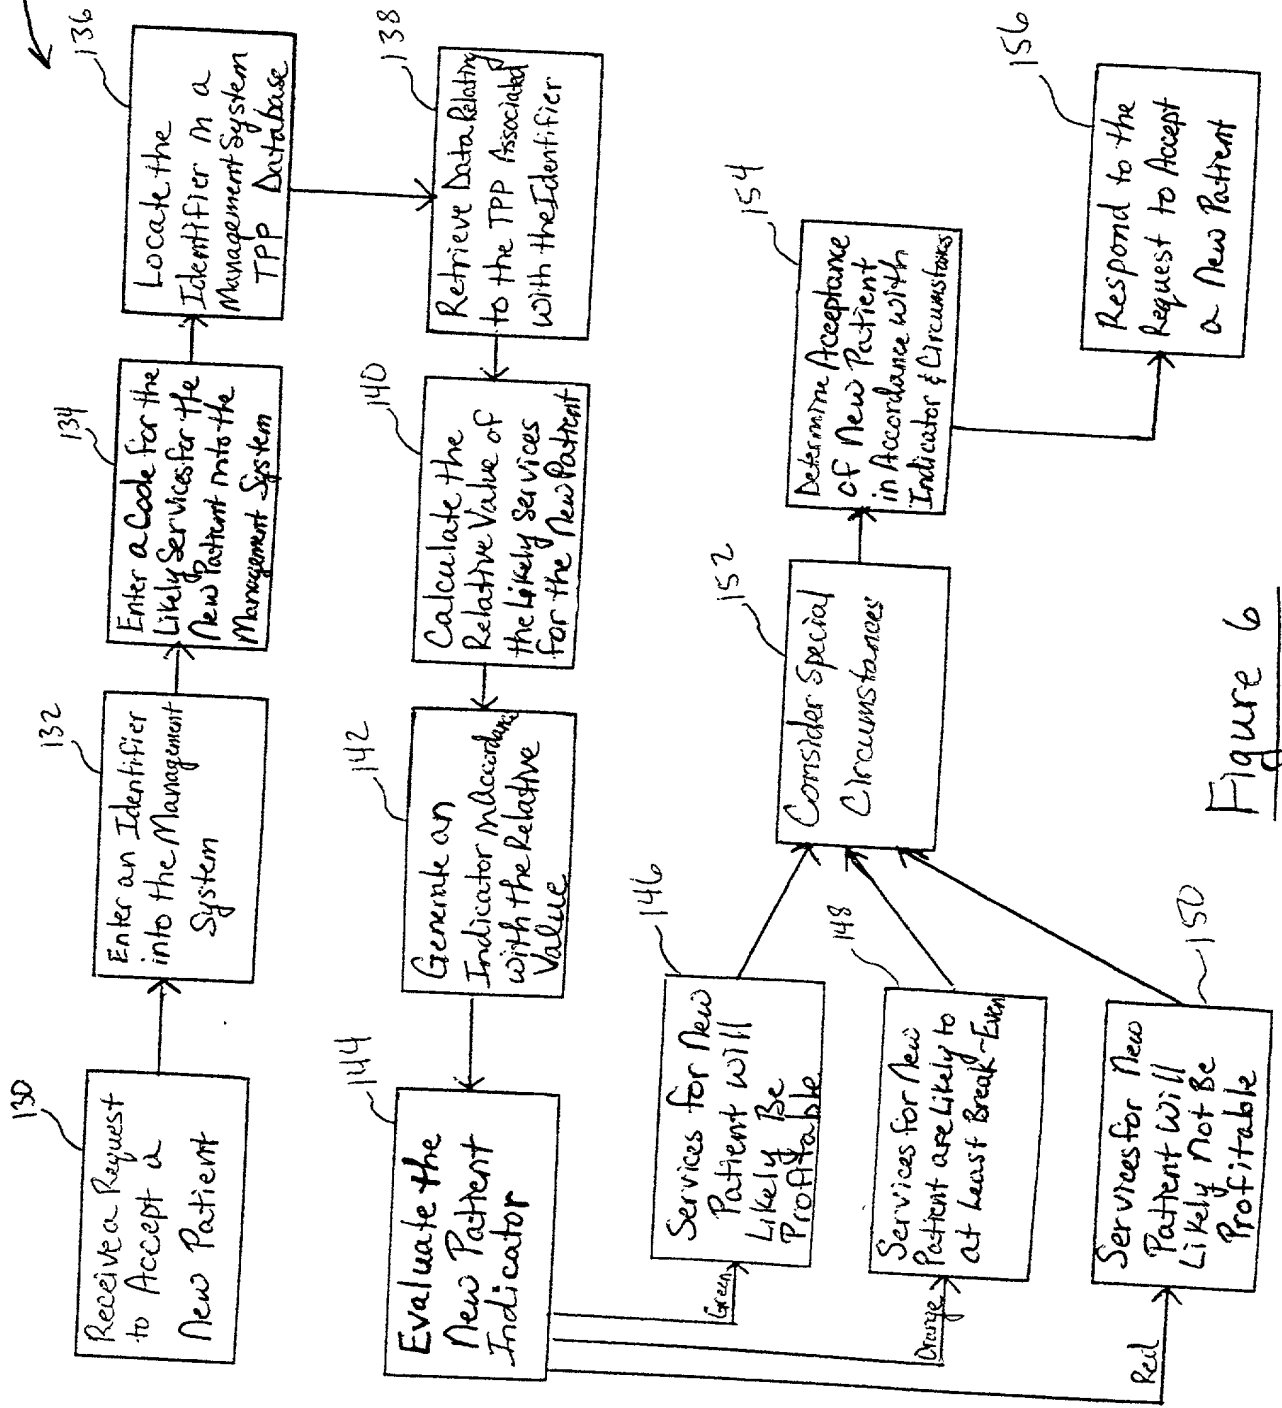 130
Receive a Request
to Accept a
New Patient
132
Enter an Identifier
into the Management
System
134
Enter a Code for the
Likely Services for the
New Patient into the
Management System
136
Locate the
Identifier in a
Management System
TPP Database
138
Retrieve Data Relating
to the TPP Associated
with the Identifier
140
Calculate the
Relative Value of
the Likely Services
for the New Patient
142
Generate an
Indicator in Accordance
with the Relative
Value
144
Evaluate the
New Patient
Indicator
Green
146
Services for New
Patient Will
Likely Be
Profitable
Orange
148
Services for New
Patient are Likely to
at Least Break-Even
Red
150
Services for New
Patient Will
Likely Not Be
Profitable
152
Consider Special
Circumstances
154
Determine Acceptance
of New Patient
in Accordance with
Indicator & Circumstances
156
Respond to the
Request to Accept
a New Patient
Figure 6